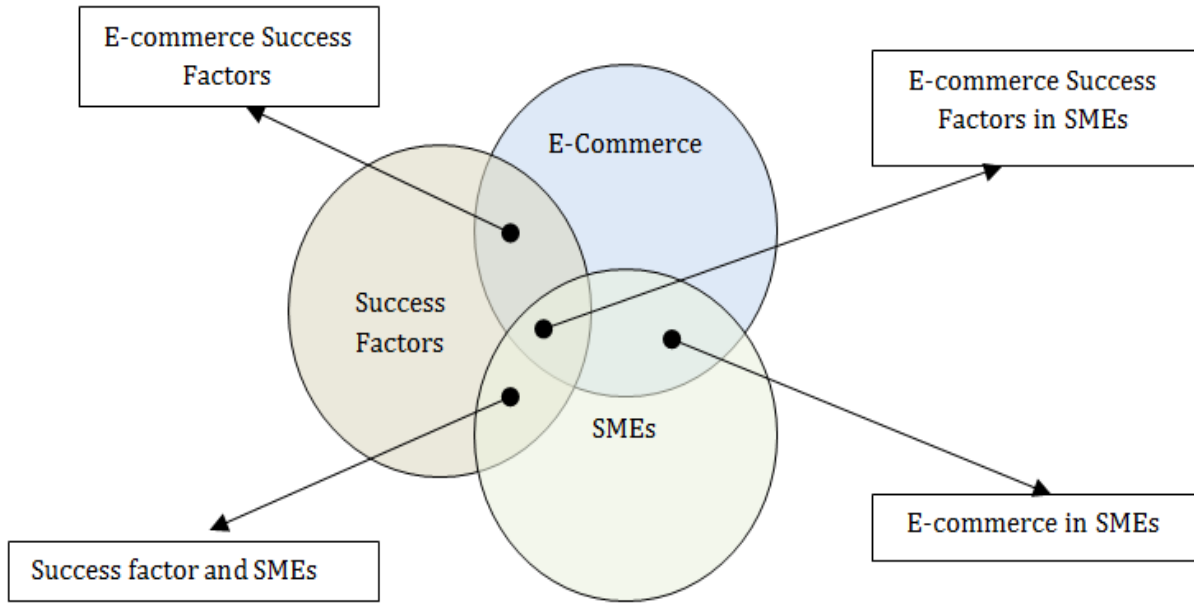 E-commerce Success
Factors
E-commerce Success
Factors in SMEs
E-Commerce
Success
Factors
SMEs
E-commerce in SMEs
Success factor and SMEs